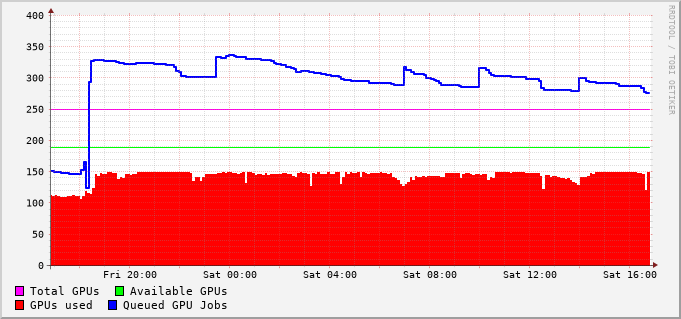 400
350
300
250
200
150
100
50
0
Fri 20:00 Sat 00:00 Sat 04:00 Sat 08:00 Sat 12:00 Sat 16:00
Total GPUs Available GPUs
GPUs used Queued GPU Jobs
RRDTOOL / TOBI OETIKER